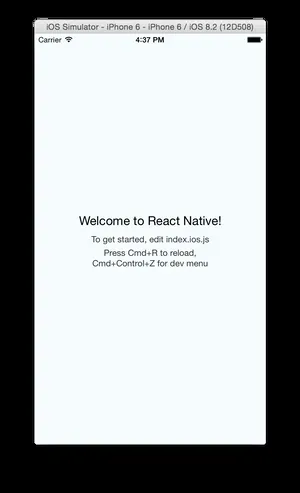 iOS Simulator - iPhone 6 - iPhone 6 / iOS 8.2 (12D508)
Carrier 4:37 PM
Welcome to React Native!
To get started, edit index.ios.js
Press Cmd+R to reload,
Cmd+Control+Z for dev menu